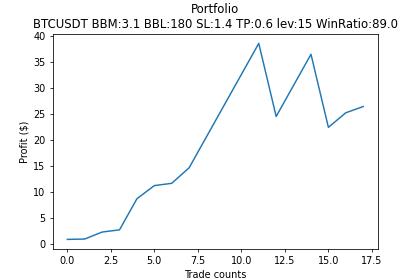 Portfolio
BTCUSDT BBM:3.1 BBL:180 SL:1.4 TP:0.6 lev:15 WinRatio:89.0
40
35
30
25
20
15
10
5
0
Profit ($)
0.0 2.5 5.0 7.5 10.0 12.5 15.0 17.5
Trade counts